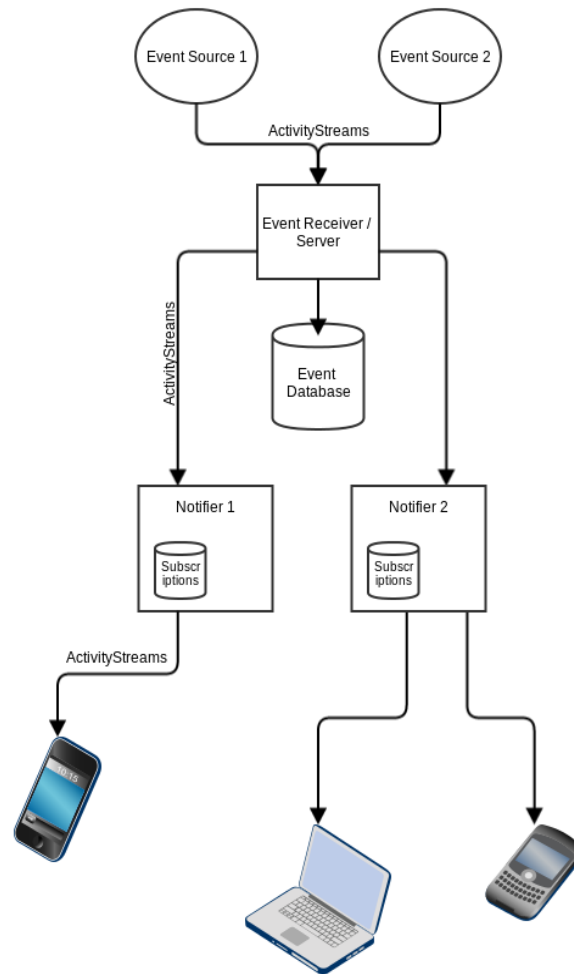 Event Source 1
Event Source 2
ActivityStreams
Event Receiver /
Server
ActivityStreams
Event
Database
Notifier 1
Notifier 2
Subscr
iptions
Subscr
iptions
ActivityStreams
10:15